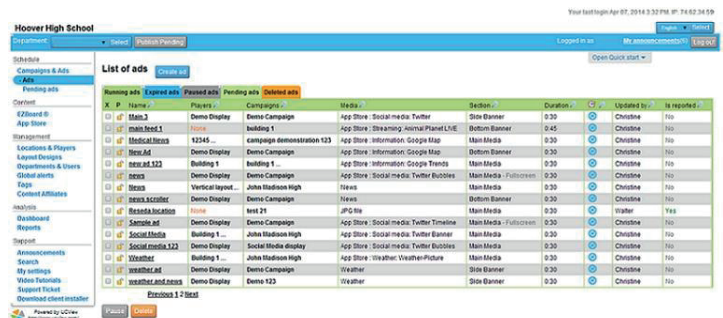 Your last login Apr 07, 2014 3:32 PM. IP: 74.62.34.59
Hoover High School
English Select
Department: Select Publish Pending Logged in as My announcements(0) Log out
Open Quick start
Schedule
Campaigns & Ads
- Ads
Pending ads
Content
EZBoard ®
App Store
Management
Locations & Players
Layout Designs
Departments & Users
Global alerts
Tags
Content Affiliates
Analysis
Dashboard
Reports
Support
Announcements
Search
My settings
Video Tutorials
Support Ticket
Download client installer
Powered by UCView
List of ads Create ad
Running ads Expired ads Paused ads Pending ads Deleted ads
X P Name Players Campaigns Media Section Duration Updated by Is reported
Main 3 Demo Display Demo Campaign App Store : Social media: Twitter Side Banner 0:30 Christine No
main feed 1 None building 1 App Store : Streaming: Animal Planet LIVE Bottom Banner 0:45 Christine No
Medical News 12345 ... campaign demonstration 123 App Store : Information: Google Map Main Media 0:30 Christine No
New Ad Demo Display Demo Campaign App Store : Information: Google Map Bottom Banner 0:30 Christine No
new ad 123 Building 1 building 1 ... App Store : Information: Google Trends Main Media 0:30 Christine No
news Demo Display Demo Campaign App Store : Social media: Twitter Bubbles Main Media - Fullscreen 0:30 Christine No
News Vertical layout... John Madison High News Main Media 0:30 Christine No
news scroller Demo Display Demo Campaign News Bottom Banner 0:30 Christine No
Reseda location None test 21 JPG file Main Media 0:30 Walter Yes
Sample ad Demo Display Demo Campaign App Store : Social media: Twitter Timeline Main Media - Fullscreen 0:30 Christine No
Social Media Building 1 ... John Madison High App Store : Social media: Twitter Banner Main Media 0:30 Christine No
Social media 123 Demo Display Social Media display App Store : Social media: Twitter Bubbles Main Media 0:30 Christine No
Weather Building 1 ... John Madison High App Store : Weather: Weather-Picture Main Media 0:30 Christine No
weather ad Demo Display Demo Campaign Weather Side Banner 0:30 Christine No
weather and news Demo Display Demo 123 Weather Bottom Banner 0:30 Christine No
Previous 1 2 Next
Pause Delete